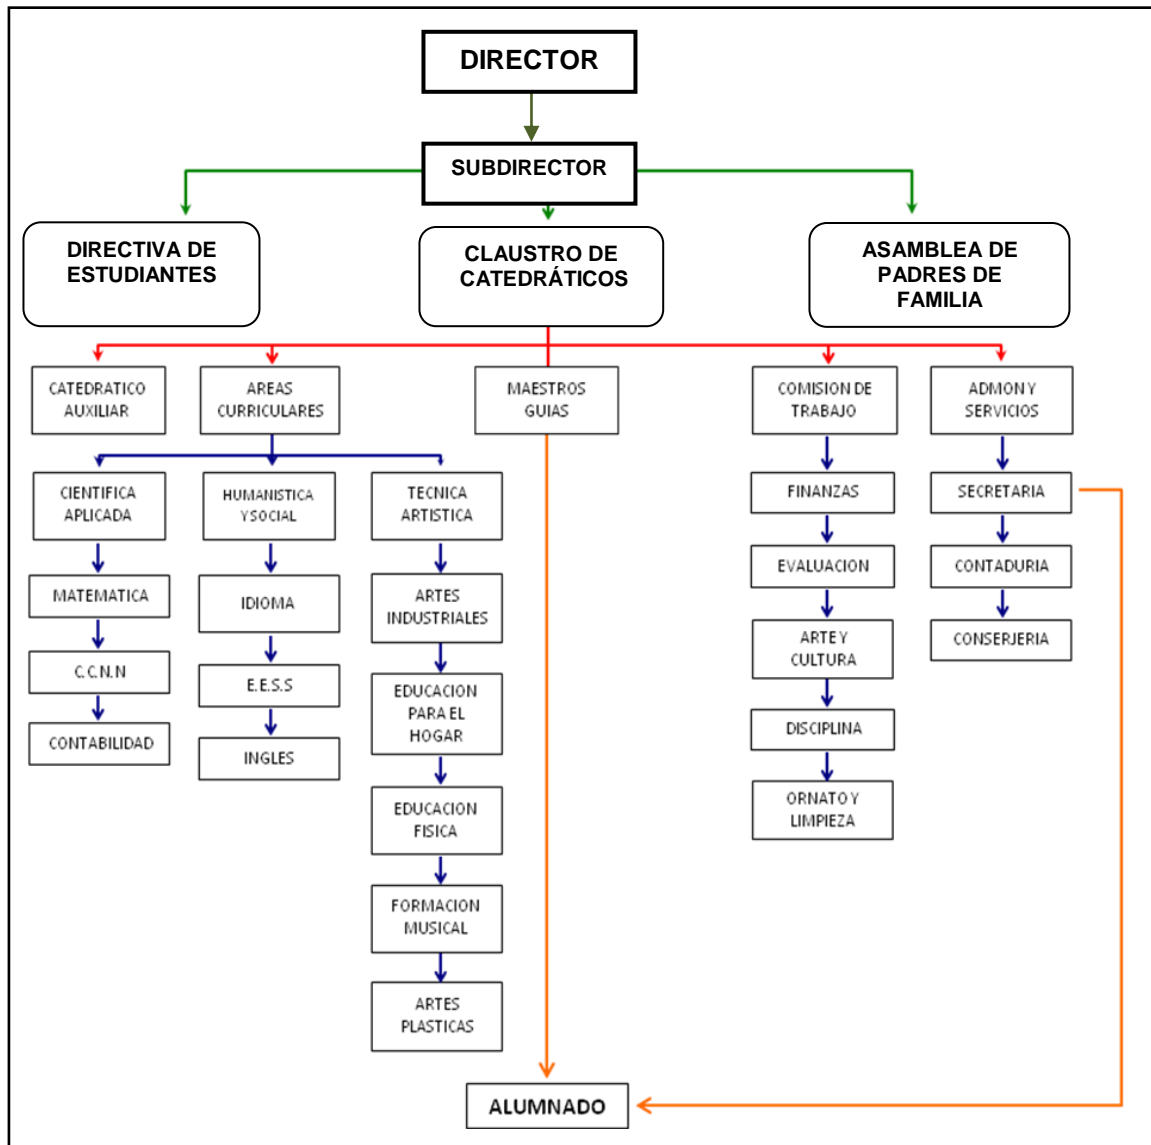 DIRECTOR
SUBDIRECTOR
DIRECTIVA DE
ESTUDIANTES
CLAUSTRO DE
CATEDRÁTICOS
ASAMBLEA DE
PADRES DE
FAMILIA
CATEDRATICO
AUXILIAR
AREAS
CURRICULARES
MAESTROS
GUIAS
COMISION DE
TRABAJO
ADMON Y
SERVICIOS
CIENTIFICA
APLICADA
HUMANISTICA
Y SOCIAL
TECNICA
ARTISTICA
FINANZAS
SECRETARIA
MATEMATICA
IDIOMA
ARTES
INDUSTRIALES
EVALUACION
CONTADURIA
C.C.N.N
E.E.S.S
EDUCACION
PARA EL
HOGAR
ARTE Y
CULTURA
CONSERJERIA
CONTABILIDAD
INGLES
EDUCACION
FISICA
DISCIPLINA
FORMACION
MUSICAL
ORNATO Y
LIMPIEZA
ARTES
PLASTICAS
ALUMNADO